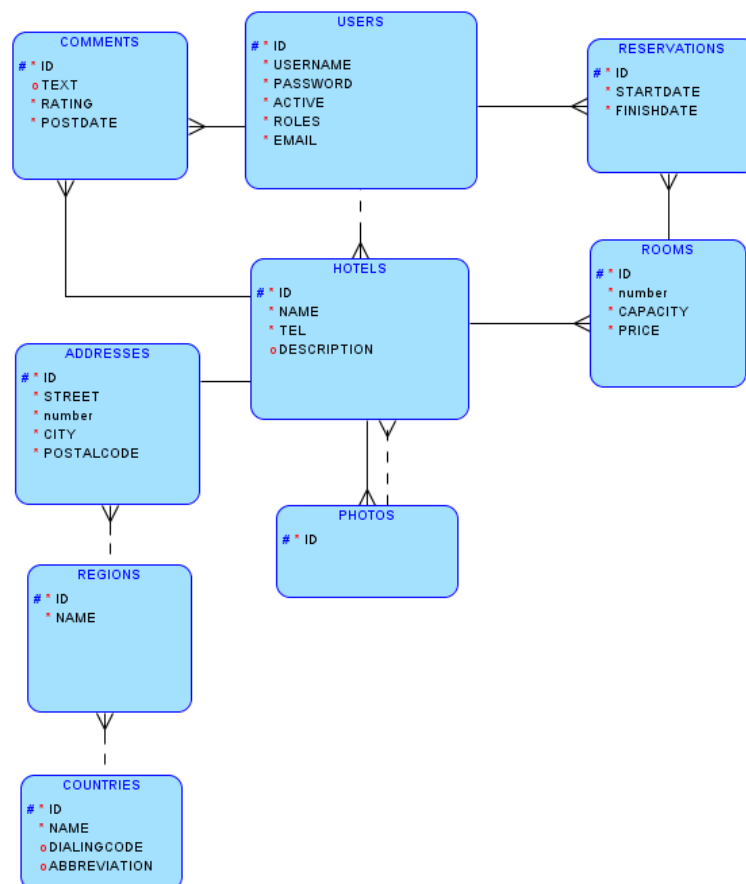 COMMENTS
# * ID
o TEXT
* RATING
* POSTDATE
USERS
# * ID
* USERNAME
* PASSWORD
* ACTIVE
* ROLES
* EMAIL
RESERVATIONS
# * ID
* STARTDATE
* FINISHDATE
HOTELS
# * ID
* NAME
* TEL
o DESCRIPTION
ROOMS
# * ID
* number
* CAPACITY
* PRICE
ADDRESSES
# * ID
* STREET
* number
* CITY
* POSTALCODE
PHOTOS
# * ID
REGIONS
# * ID
* NAME
COUNTRIES
# * ID
* NAME
o DIALINGCODE
o ABBREVIATION